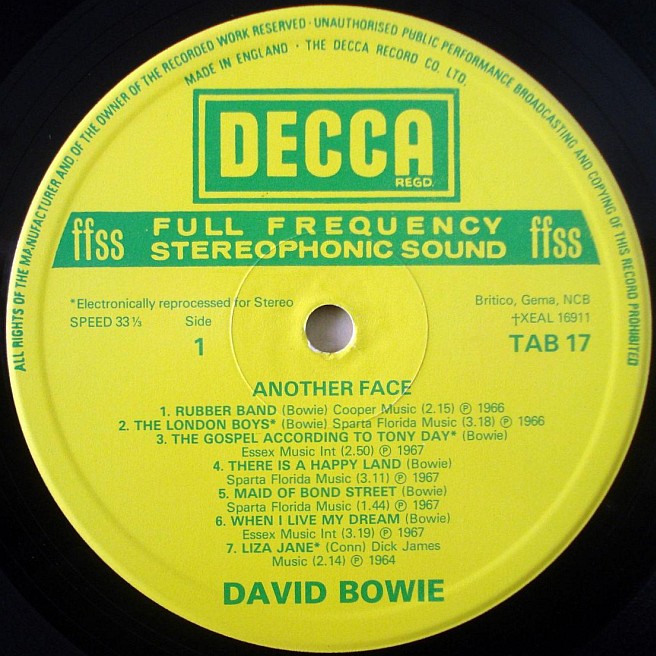 ALL RIGHTS OF THE MANUFACTURER AND OF THE OWNER OF THE RECORDED WORK RESERVED · UNAUTHORISED PUBLIC PERFORMANCE BROADCASTING AND COPYING OF THIS RECORD PROHIBITED
MADE IN ENGLAND · THE DECCA RECORD CO. LTD.
DECCA
REGD.
ffss FULL FREQUENCY ffss
STEREOPHONIC SOUND
*Electronically reprocessed for Stereo
Britico, Gema, NCB
SPEED 33⅓ Side
†XEAL 16911
1
TAB 17
ANOTHER FACE
1. RUBBER BAND (Bowie) Cooper Music (2.15) ℗ 1966
2. THE LONDON BOYS* (Bowie) Sparta Florida Music (3.18) ℗ 1966
3. THE GOSPEL ACCORDING TO TONY DAY* (Bowie)
Essex Music Int (2.50) ℗ 1967
4. THERE IS A HAPPY LAND (Bowie)
Sparta Florida Music (3.11) ℗ 1967
5. MAID OF BOND STREET (Bowie)
Sparta Florida Music (1.44) ℗ 1967
6. WHEN I LIVE MY DREAM (Bowie)
Essex Music Int (3.19) ℗ 1967
7. LIZA JANE* (Conn) Dick James
Music (2.14) ℗ 1964
DAVID BOWIE